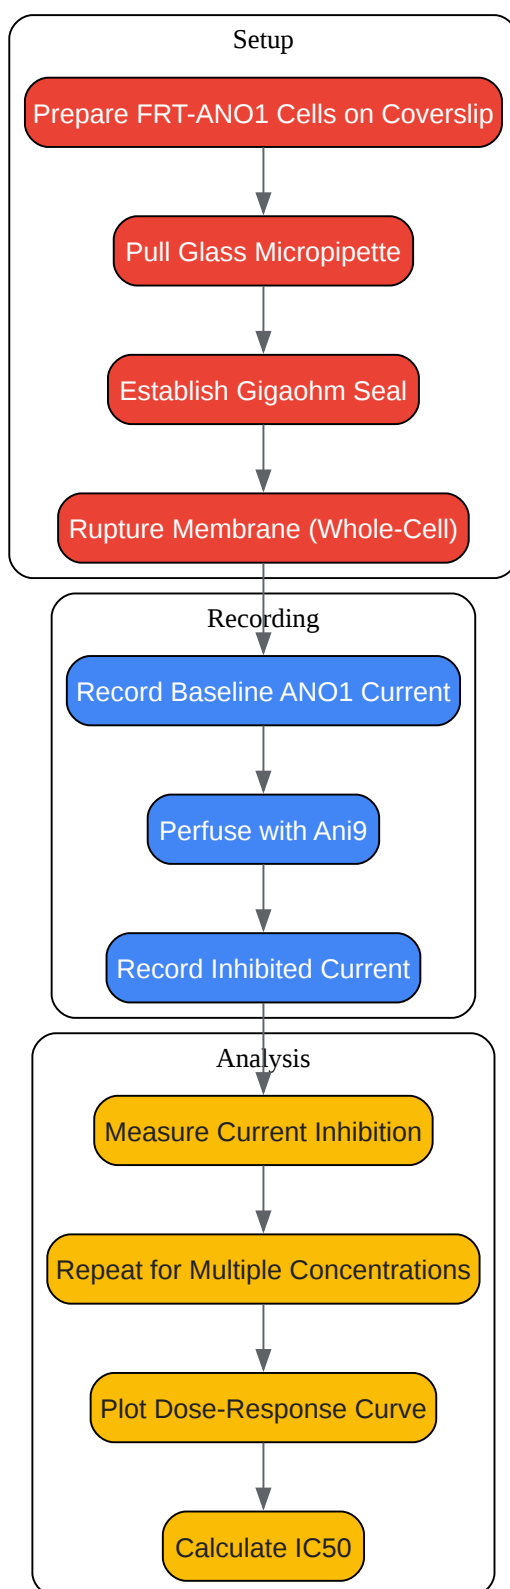 Setup
Prepare FRT-ANO1 Cells on Coverslip
Pull Glass Micropipette
Establish Gigaohm Seal
Rupture Membrane (Whole-Cell)
Recording
Record Baseline ANO1 Current
Perfuse with Ani9
Record Inhibited Current
Analysis
Measure Current Inhibition
Repeat for Multiple Concentrations
Plot Dose-Response Curve
Calculate IC50